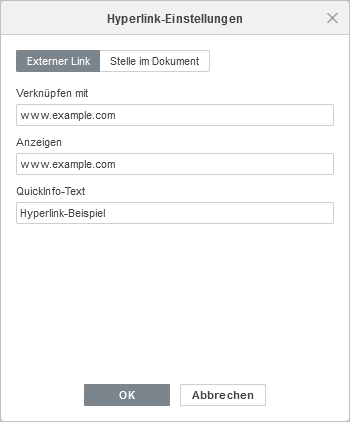 Hyperlink-Einstellungen
Externer Link Stelle im Dokument
Verknüpfen mit
www.example.com
Anzeigen
www.example.com
QuickInfo-Text
Hyperlink-Beispiel
OK Abbrechen